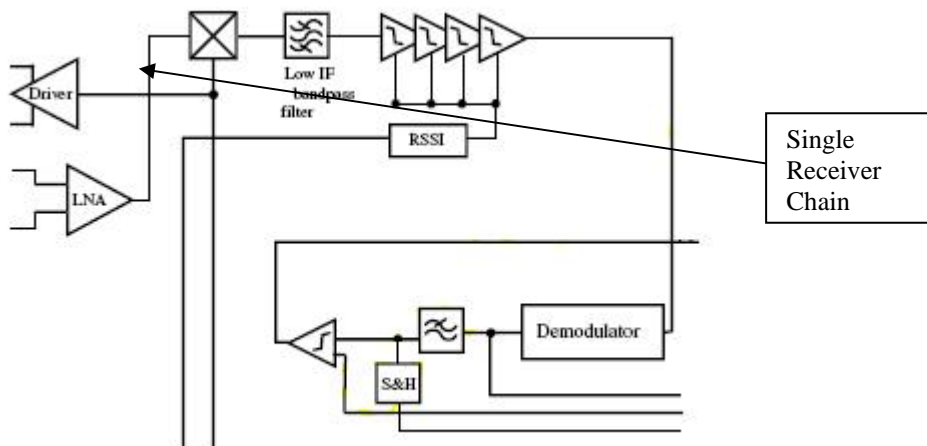 Low IF
bandpass
filter
Driver
RSSI
Single
Receiver
Chain
LNA
Demodulator
S&H